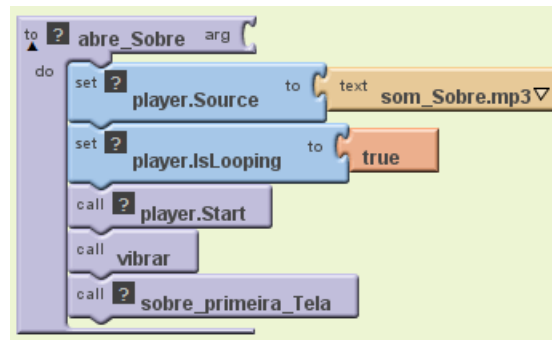 to ? abre_Sobre arg
do
set ? player.Source to text som_Sobre.mp3
set ? player.IsLooping to true
call ? player.Start
call vibrar
call ? sobre_primeira_Tela